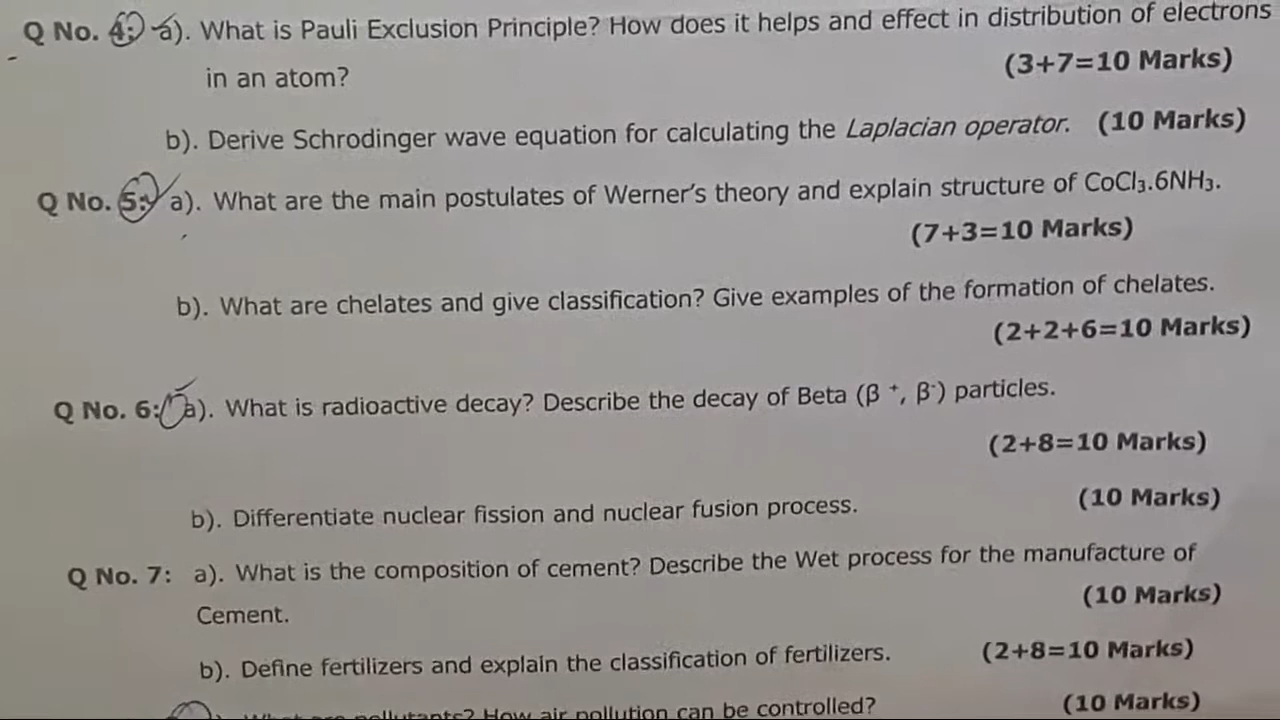 Q No. 4: a). What is Pauli Exclusion Principle? How does it helps and effect in distribution of electrons
in an atom?
(3+7=10 Marks)
b). Derive Schrodinger wave equation for calculating the Laplacian operator. (10 Marks)
Q No. 5: a). What are the main postulates of Werner's theory and explain structure of CoCl₃.6NH₃.
(7+3=10 Marks)
b). What are chelates and give classification? Give examples of the formation of chelates.
(2+2+6=10 Marks)
Q No. 6: a). What is radioactive decay? Describe the decay of Beta (β ⁺, β⁻) particles.
(2+8=10 Marks)
b). Differentiate nuclear fission and nuclear fusion process. (10 Marks)
Q No. 7: a). What is the composition of cement? Describe the Wet process for the manufacture of
Cement. (10 Marks)
b). Define fertilizers and explain the classification of fertilizers. (2+8=10 Marks)
What are pollutants? How air pollution can be controlled? (10 Marks)